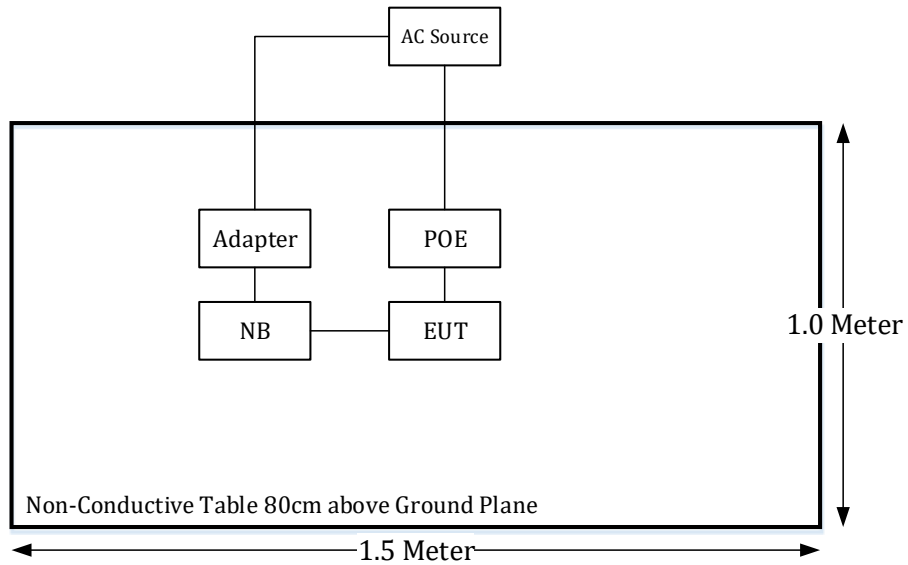 AC Source
Adapter
POE
NB
EUT
1.0 Meter
Non-Conductive Table 80cm above Ground Plane
1.5 Meter